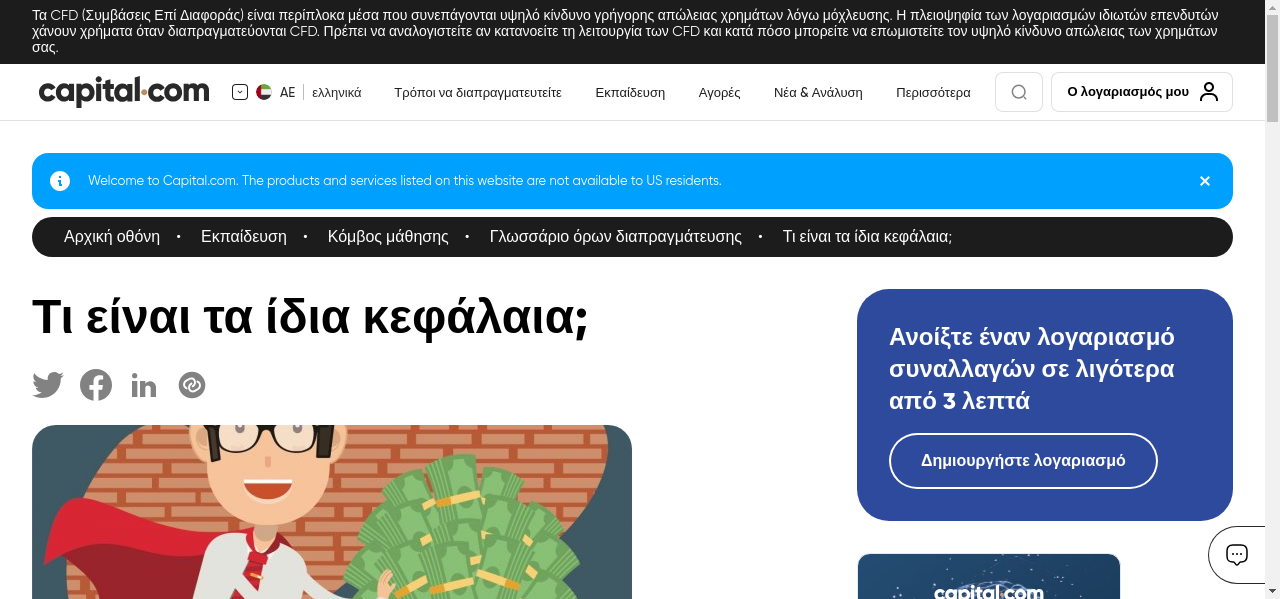 Τα CFD (Συμβάσεις Επί Διαφοράς) είναι περίπλοκα μέσα που συνεπάγονται υψηλό κίνδυνο γρήγορης απώλειας χρημάτων λόγω μόχλευσης. Η πλειοψηφία των λογαριασμών ιδιωτών επενδυτών
χάνουν χρήματα όταν διαπραγματεύονται CFD. Πρέπει να αναλογιστείτε αν κατανοείτε τη λειτουργία των CFD και κατά πόσο μπορείτε να επωμιστείτε τον υψηλό κίνδυνο απώλειας των χρημάτων
σας.
capital.com
AE ελληνικά
Τρόποι να διαπραγματευτείτε
Εκπαίδευση
Αγορές
Νέα & Ανάλυση
Περισσότερα
Ο λογαριασμός μου
Welcome to Capital.com. The products and services listed on this website are not available to US residents.
Αρχική οθόνη • Εκπαίδευση • Κόμβος μάθησης • Γλωσσάριο όρων διαπραγμάτευσης • Τι είναι τα ίδια κεφάλαια;
Τι είναι τα ίδια κεφάλαια;
Ανοίξτε έναν λογαριασμό
συναλλαγών σε λιγότερα
από 3 λεπτά
Δημιουργήστε λογαριασμό
capital.com